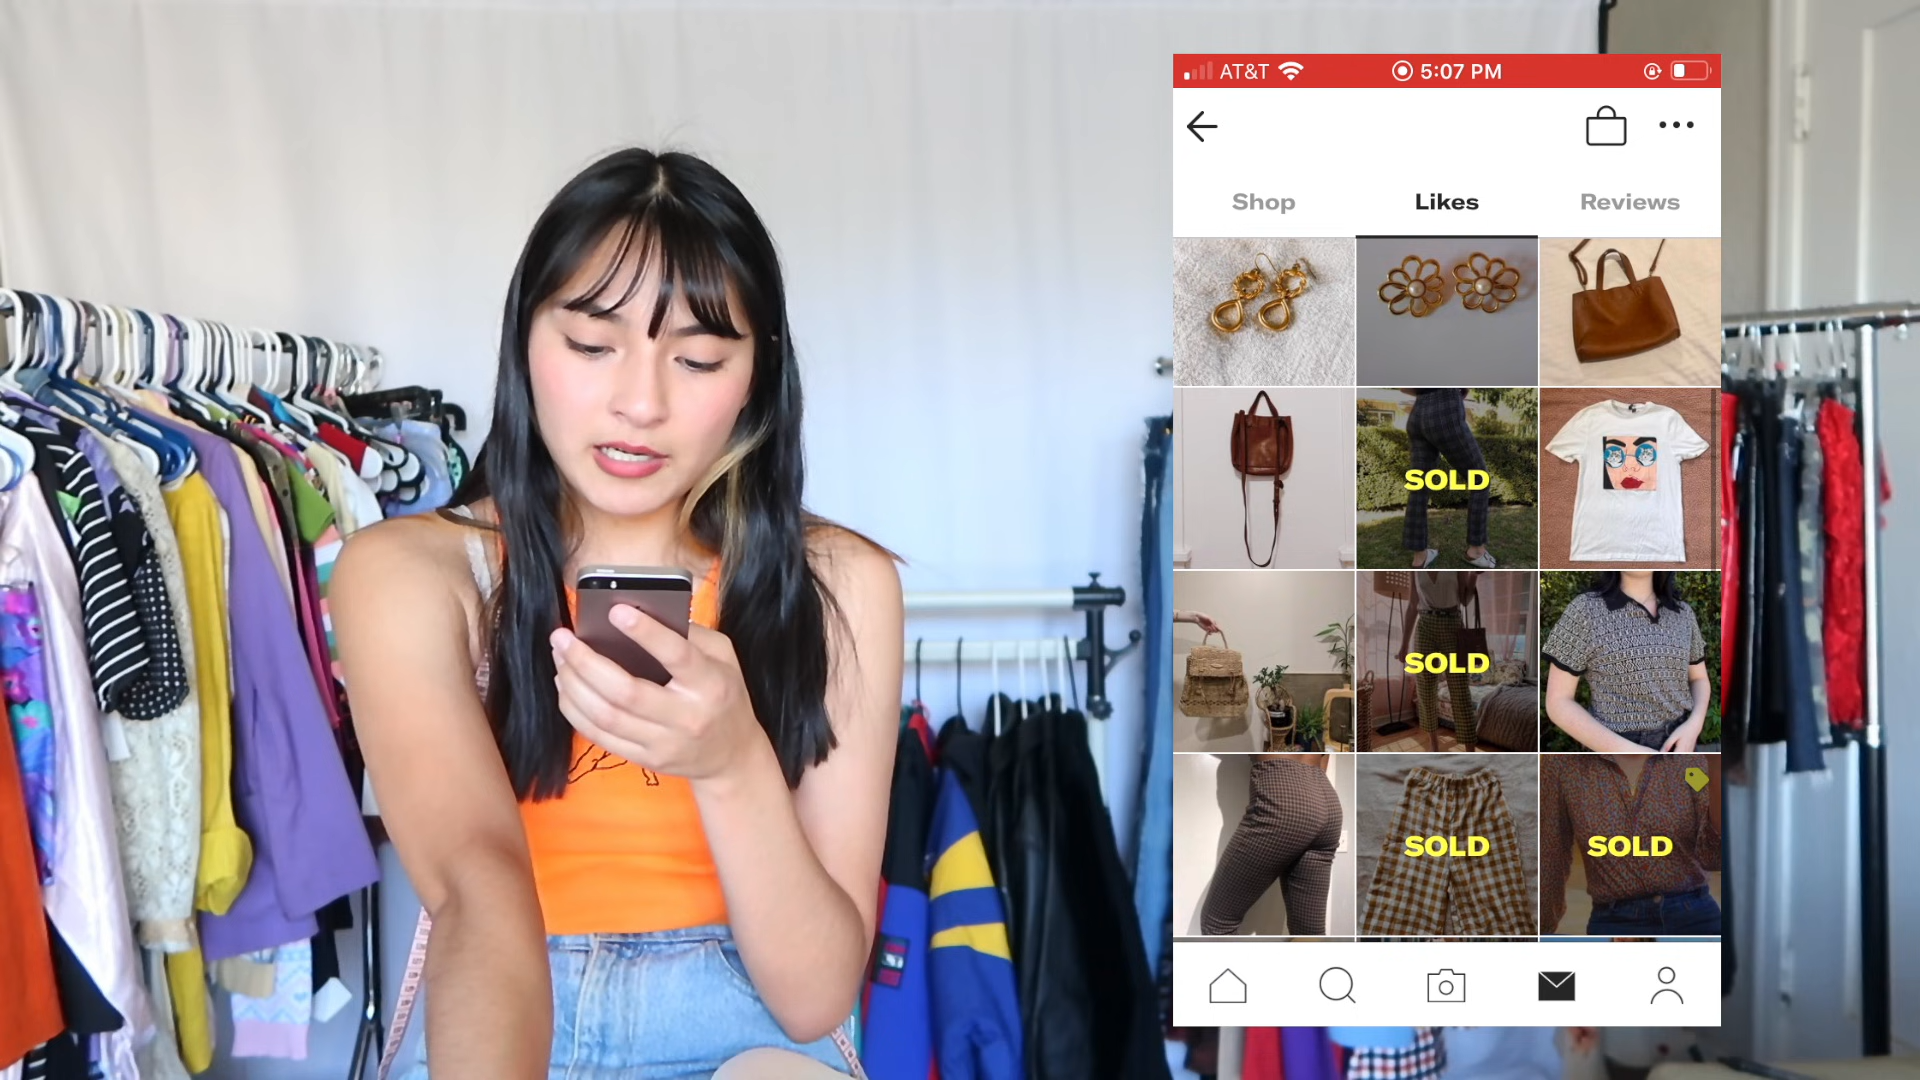 AT&T 5:07 PM
Shop Likes Reviews
SOLD
SOLD
SOLD SOLD